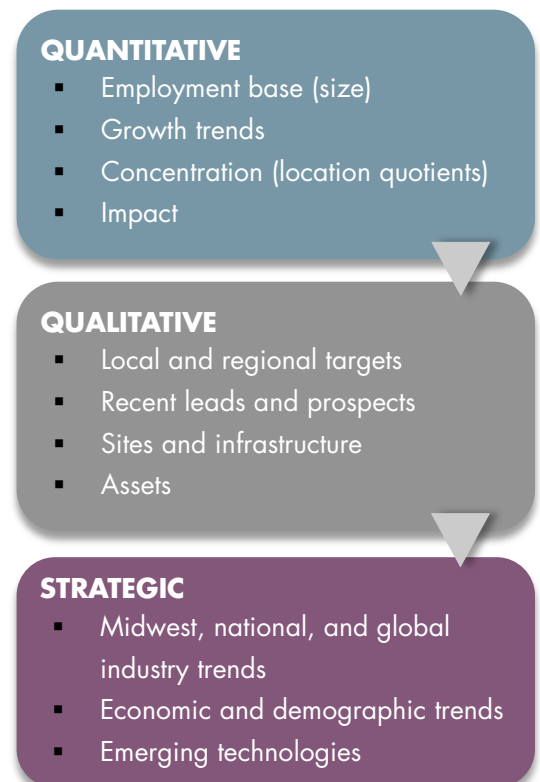 QUANTITATIVE
▪ Employment base (size)
▪ Growth trends
▪ Concentration (location quotients)
▪ Impact
QUALITATIVE
▪ Local and regional targets
▪ Recent leads and prospects
▪ Sites and infrastructure
▪ Assets
STRATEGIC
▪ Midwest, national, and global
industry trends
▪ Economic and demographic trends
▪ Emerging technologies